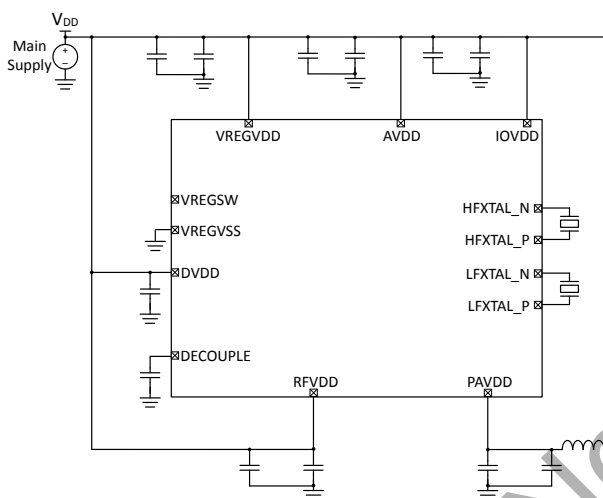 VDD
Main
Supply
+
−
VREGVDD
AVDD
IOVDD
VREGSW
HFXTAL_N
VREGVSS
HFXTAL_P
DVDD
LFXTAL_N
LFXTAL_P
DECOUPLE
RFVDD
PAVDD